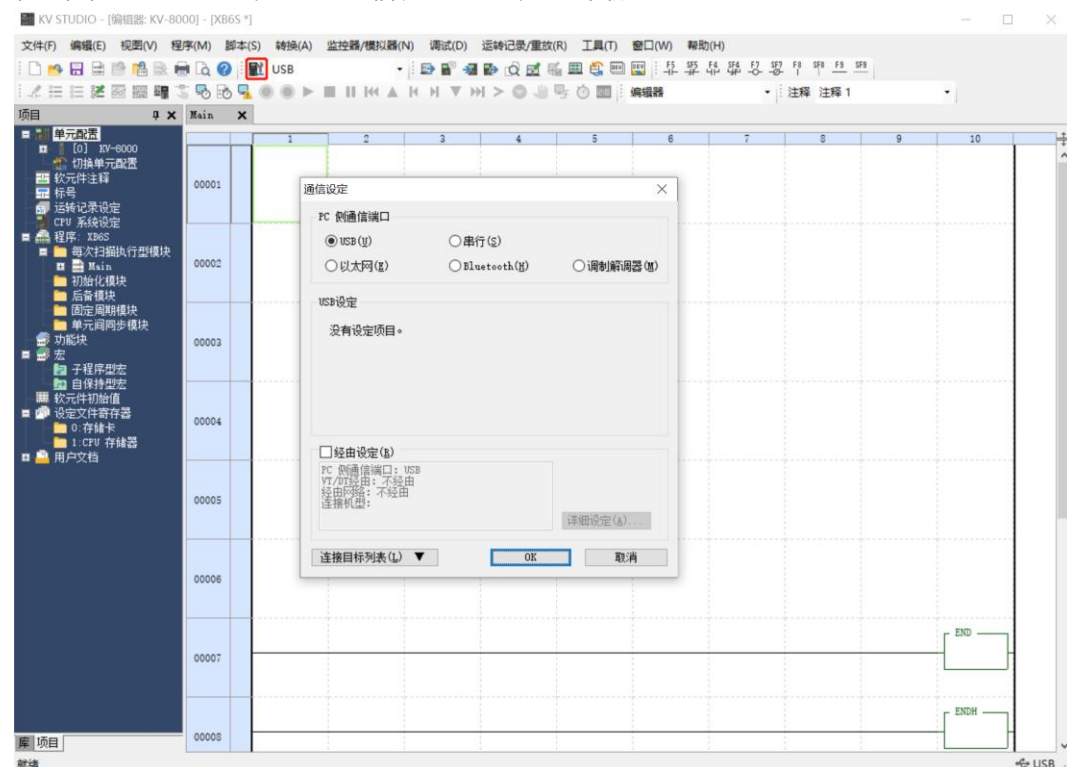 KV STUDIO - [编辑器: KV-8000] - [XB6S *]
文件(F) 编辑(E) 视图(V) 程序(M) 脚本(S) 转换(A) 监控器/模拟器(N) 调试(D) 运转记录/重放(R) 工具(T) 窗口(W) 帮助(H)
USB
F5 SF5 F4 SF4 F7 SF7 F8 SF8 F9 SF9
编辑器 注释 注释 1
项目 Main
单元配置
[0] KV-8000
切换单元配置
软元件注释
标号
运转记录设定
CPU 系统设定
程序: XB6S
每次扫描执行型模块
Main
初始化模块
后备模块
固定周期模块
单元间同步模块
功能块
宏
子程序型宏
自保持型宏
软元件初始值
设定文件寄存器
0:存储卡
1:CPU 存储器
用户文档
库 项目
就绪
1 2 3 4 5 6 7 8 9 10
00001
00002
00003
00004
00005
00006
00007
00008
END
ENDH
通信设定
PC 侧通信端口
USB(U) 串行(S)
以太网(E) Bluetooth(H) 调制解调器(M)
USB设定
没有设定项目。
经由设定(R)
PC 侧通信端口: USB
VT/DT经由: 不经由
经由网络: 不经由
连接机型:
详细设定(A)...
连接目标列表(L) ▼ OK 取消
USB